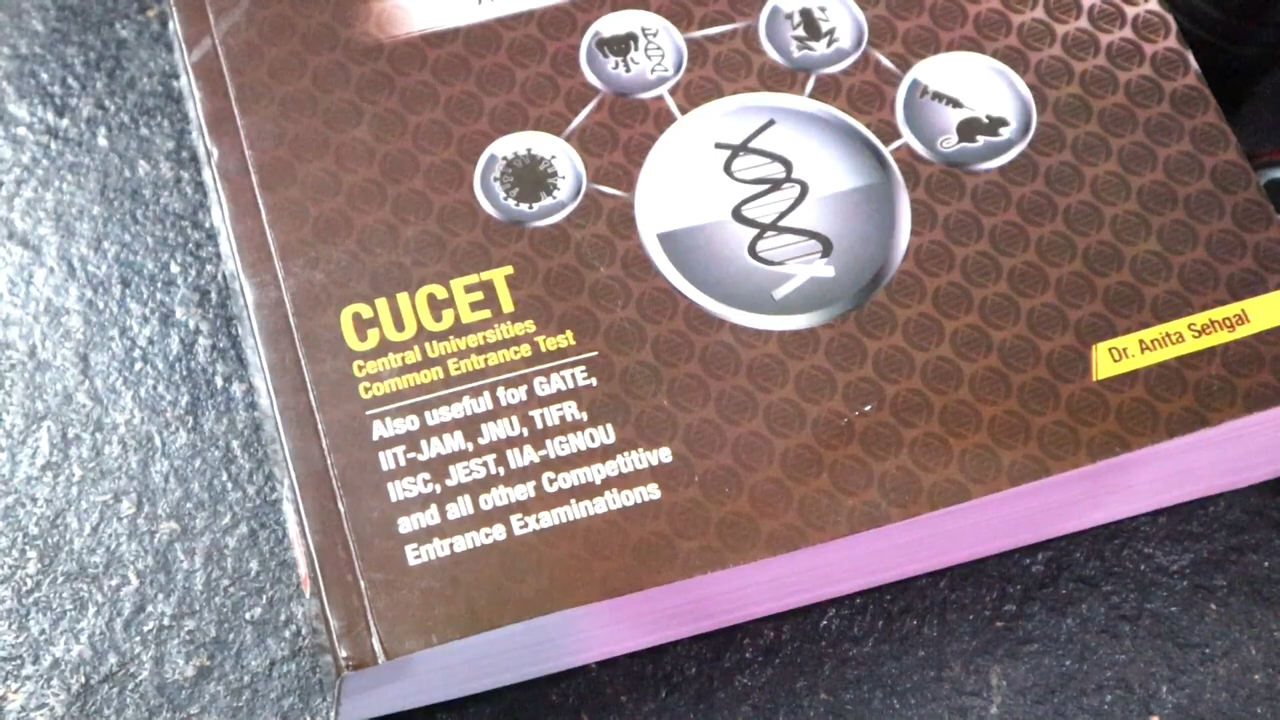 CUCET
Central Universities
Common Entrance Test
Also useful for GATE,
IIT-JAM, JNU, TIFR,
IISC, JEST, IIA-IGNOU
and all other Competitive
Entrance Examinations
Dr. Anita Sehgal